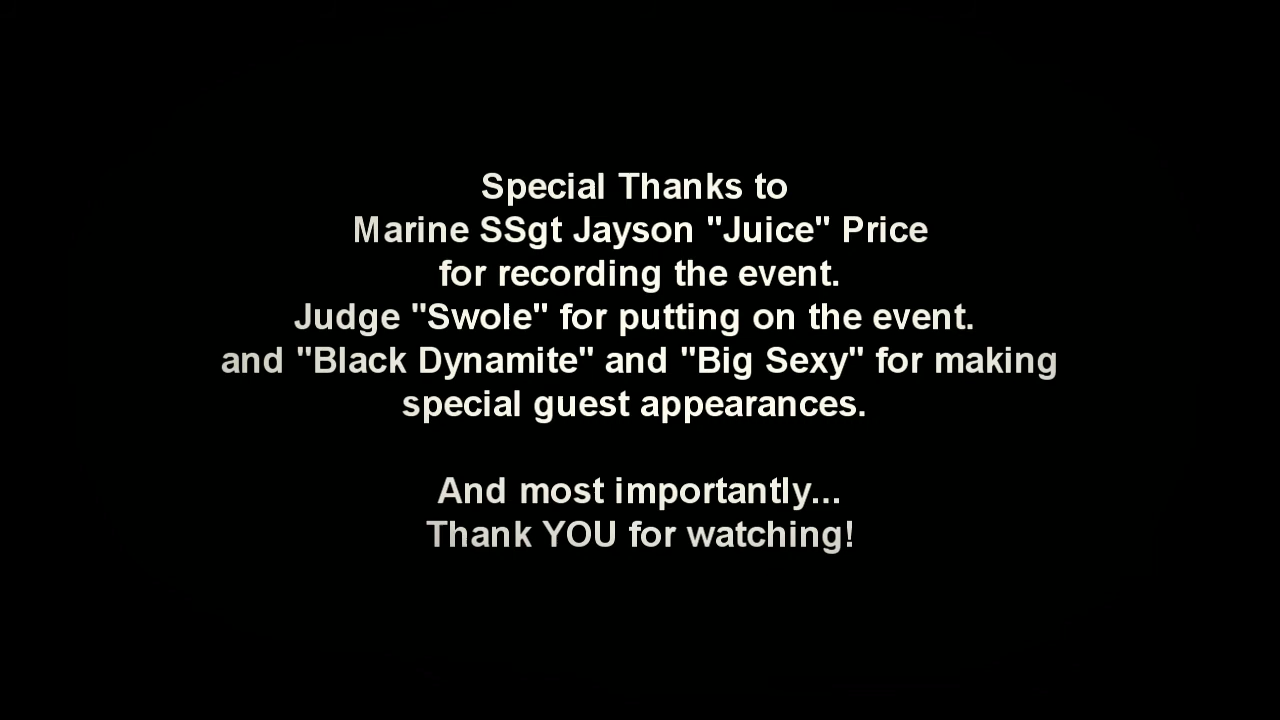 Special Thanks to
Marine SSgt Jayson "Juice" Price
for recording the event.
Judge "Swole" for putting on the event.
and "Black Dynamite" and "Big Sexy" for making
special guest appearances.
And most importantly...
Thank YOU for watching!